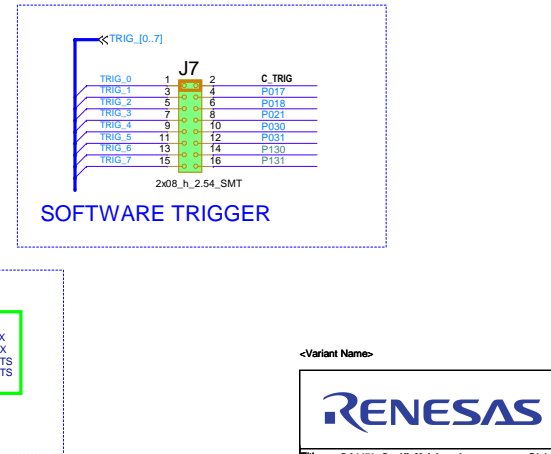 TRIG_[0..7]
J7
TRIG_0 1 2 C_TRIG
TRIG_1 3 4 P017
TRIG_2 5 6 P018
TRIG_3 7 8 P021
TRIG_4 9 10 P030
TRIG_5 11 12 P031
TRIG_6 13 14 P130
TRIG_7 15 16 P131
2x08_h_2.54_SMT
SOFTWARE TRIGGER
X
X
TS
TS
<Variant Name>
RENESAS